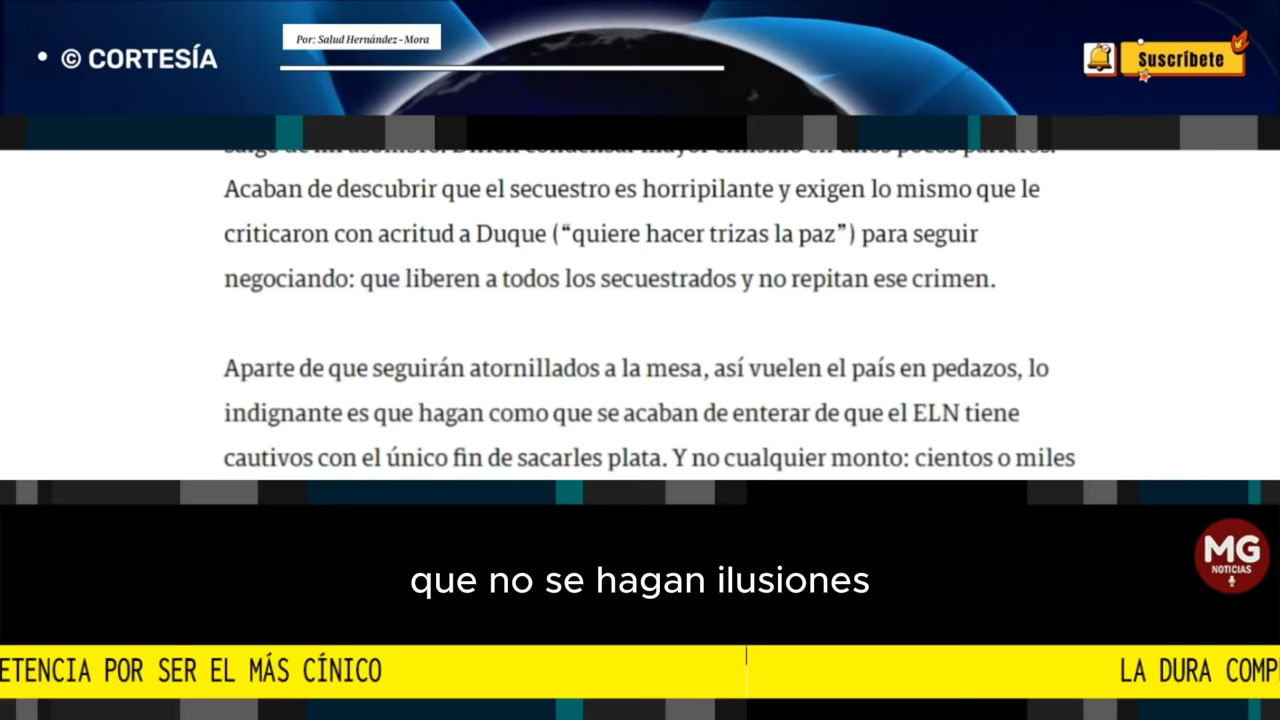 • © CORTESÍA
Por: Salud Hernández - Mora
Suscríbete
Acaban de descubrir que el secuestro es horripilante y exigen lo mismo que le
criticaron con acritud a Duque (“quiere hacer trizas la paz”) para seguir
negociando: que liberen a todos los secuestrados y no repitan ese crimen.
Aparte de que seguirán atornillados a la mesa, así vuelen el país en pedazos, lo
indignante es que hagan como que se acaban de enterar de que el ELN tiene
cautivos con el único fin de sacarles plata. Y no cualquier monto: cientos o miles
MG
NOTICIAS
que no se hagan ilusiones
ETENCIA POR SER EL MÁS CÍNICO
LA DURA COMP